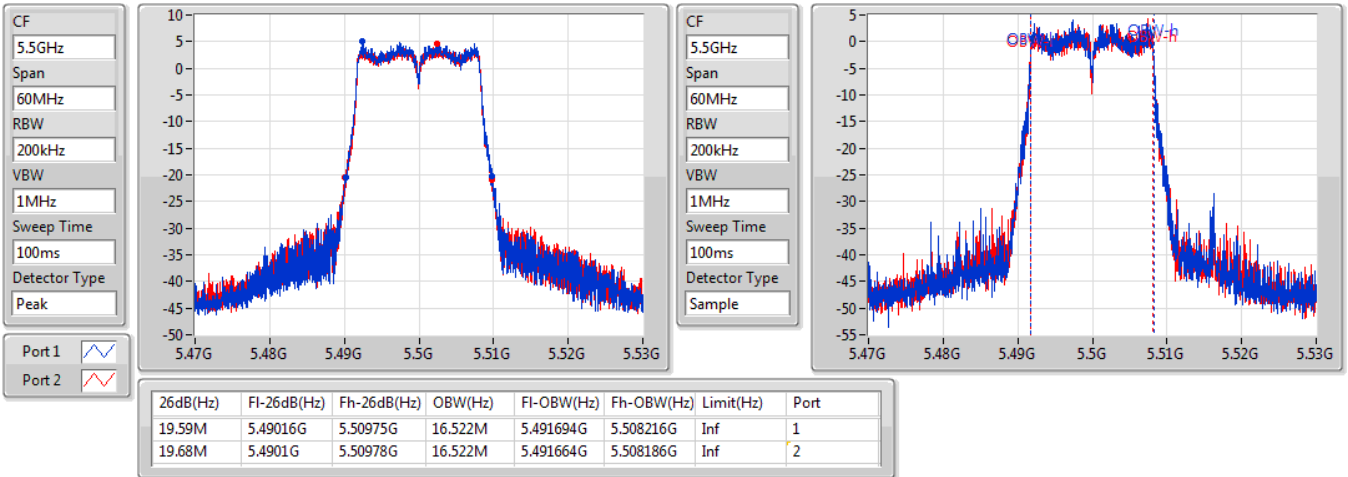 CF
5.5GHz
Span
60MHz
RBW
200kHz
VBW
1MHz
Sweep Time
100ms
Detector Type
Peak
Port 1
Port 2
10
5
0
-5
-10
-15
-20
-25
-30
-35
-40
-45
-50
5.47G 5.48G 5.49G 5.5G 5.51G 5.52G 5.53G
CF
5.5GHz
Span
60MHz
RBW
200kHz
VBW
1MHz
Sweep Time
100ms
Detector Type
Sample
5
0
-5
-10
-15
-20
-25
-30
-35
-40
-45
-50
-55
5.47G 5.48G 5.49G 5.5G 5.51G 5.52G 5.53G
26dB(Hz) Fl-26dB(Hz) Fh-26dB(Hz) OBW(Hz) Fl-OBW(Hz) Fh-OBW(Hz) Limit(Hz) Port
19.59M 5.49016G 5.50975G 16.522M 5.491694G 5.508216G Inf 1
19.68M 5.4901G 5.50978G 16.522M 5.491664G 5.508186G Inf 2